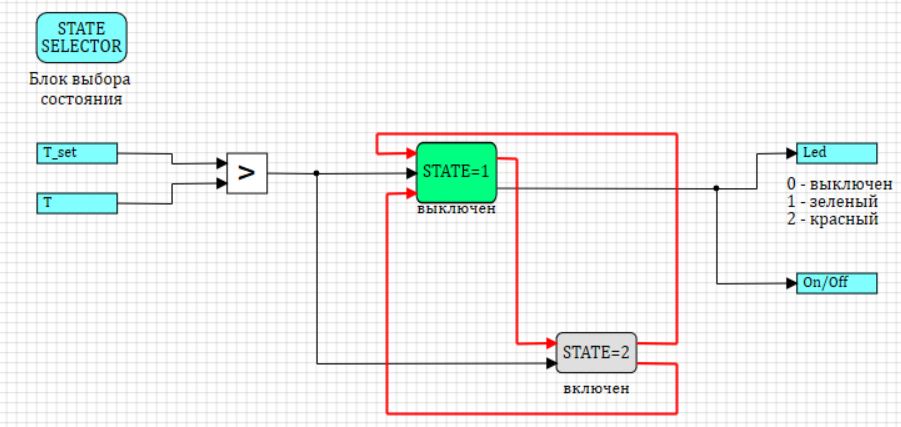 STATE
SELECTOR
Блок выбора
состояния
T_set
T
>
STATE=1
выключен
Led
0 - выключен
1 - зеленый
2 - красный
On/Off
STATE=2
включен